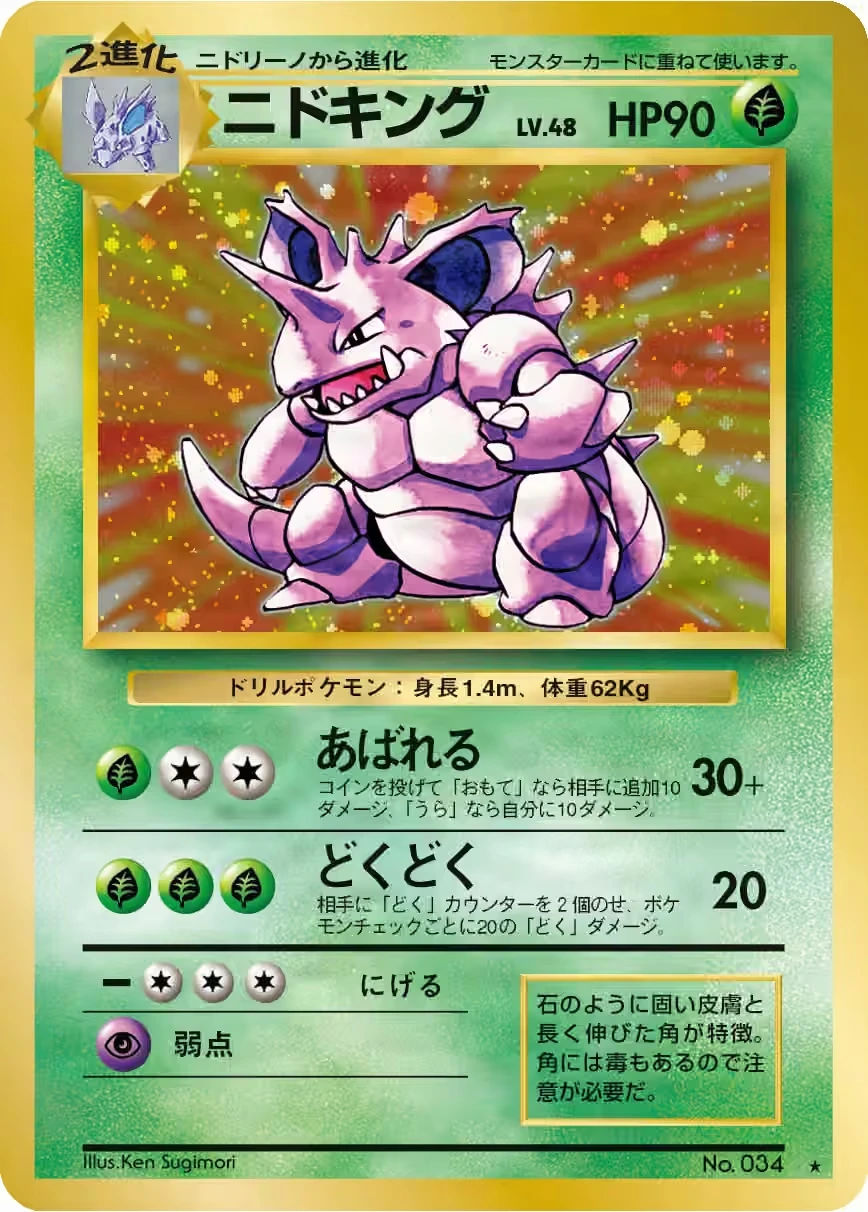 2進化
ニドリーノから進化
モンスターカードに重ねて使います。
ニドキング LV.48 HP90
ドリルポケモン：身長1.4m、体重62Kg
あばれる
コインを投げて「おもて」なら相手に追加10
ダメージ、「うら」なら自分に10ダメージ。
30+
どくどく
相手に「どく」カウンターを2個のせ、ポケ
モンチェックごとに20の「どく」ダメージ。
20
ー にげる
弱点
石のように固い皮膚と
長く伸びた角が特徴。
角には毒もあるので注
意が必要だ。
Illus.Ken Sugimori
No. 034 ★